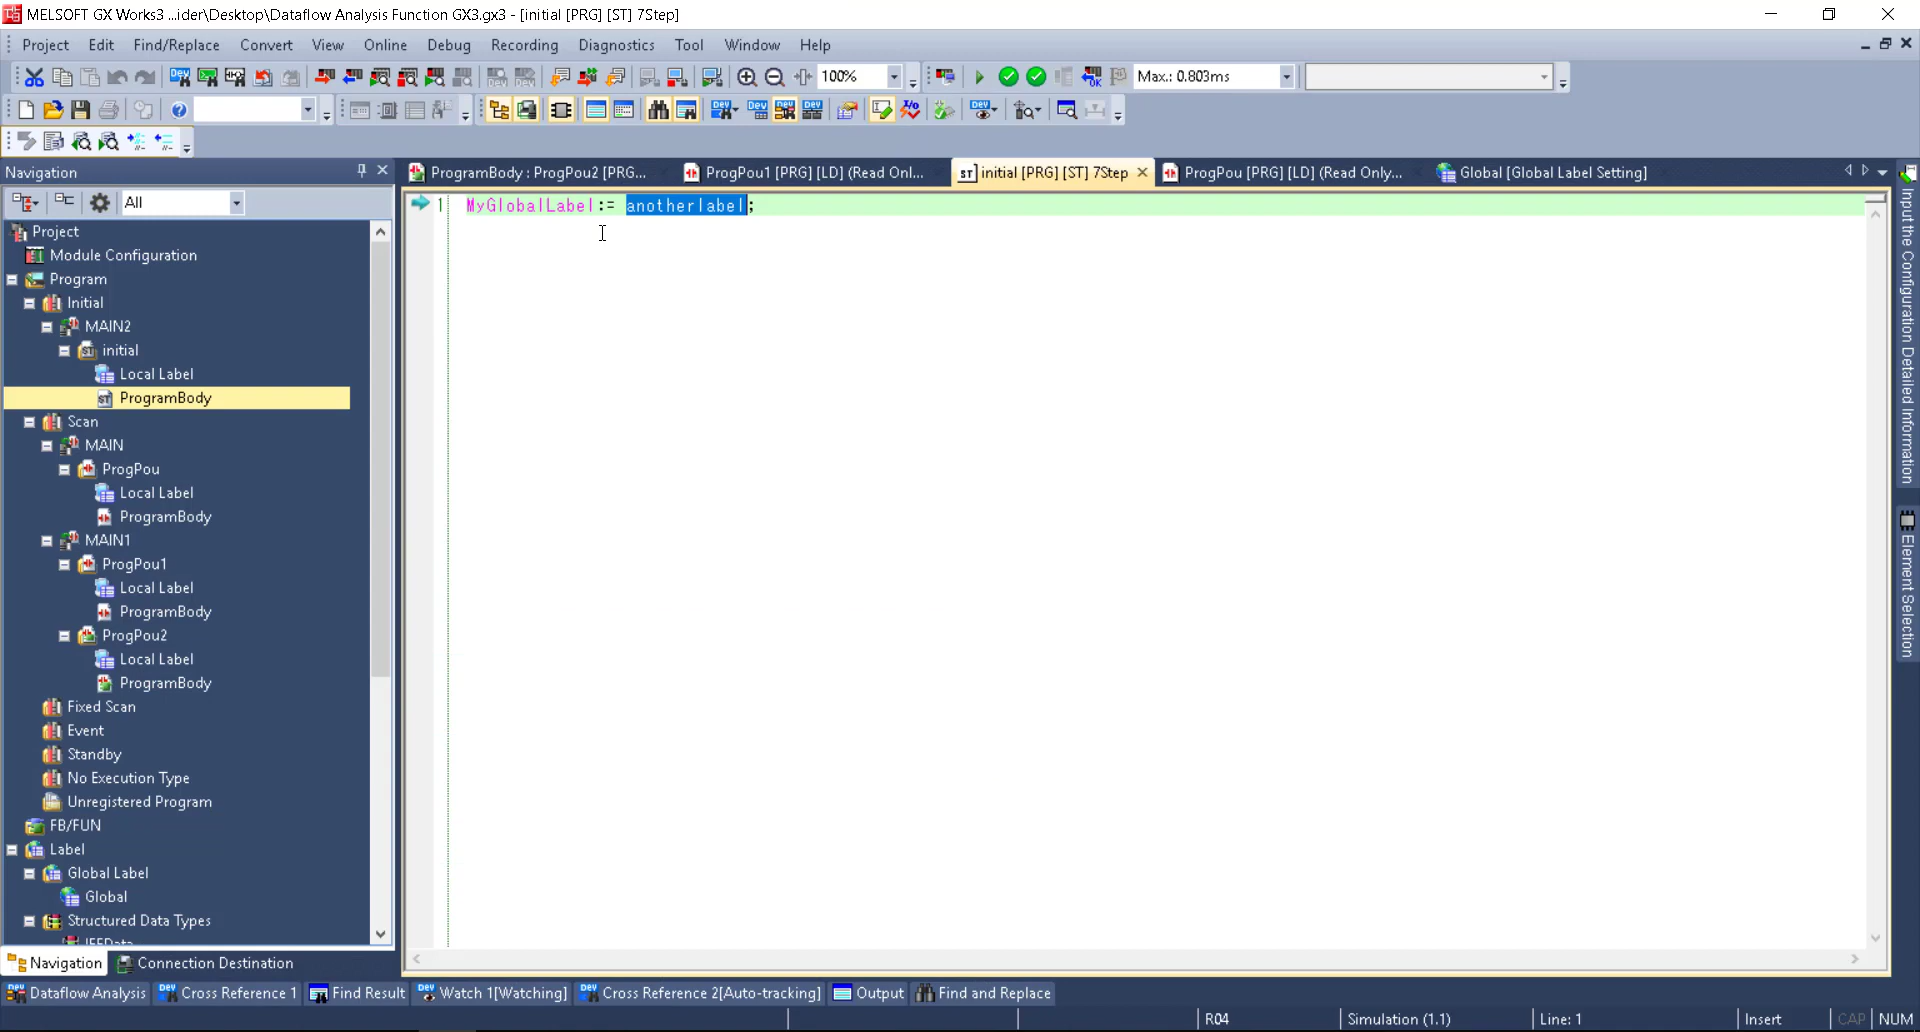 MELSOFT GX Works3 ...ider\Desktop\Dataflow Analysis Function GX3.gx3 - [initial [PRG] [ST] 7Step]
Project Edit Find/Replace Convert View Online Debug Recording Diagnostics Tool Window Help
100%
Max.: 0.803ms
Navigation
ProgramBody : ProgPou2 [PRG...
ProgPou1 [PRG] [LD] (Read Onl...
initial [PRG] [ST] 7Step
ProgPou [PRG] [LD] (Read Only...
Global [Global Label Setting]
All
1 MyGlobalLabel:= anotherlabel;
Project
Module Configuration
Program
Initial
MAIN2
initial
Local Label
ProgramBody
Scan
MAIN
ProgPou
Local Label
ProgramBody
MAIN1
ProgPou1
Local Label
ProgramBody
ProgPou2
Local Label
ProgramBody
Fixed Scan
Event
Standby
No Execution Type
Unregistered Program
FB/FUN
Label
Global Label
Global
Structured Data Types
Input the Configuration Detailed Information
Element Selection
Navigation Connection Destination
Dataflow Analysis Cross Reference 1 Find Result Watch 1[Watching] Cross Reference 2[Auto-tracking] Output Find and Replace
R04 Simulation (1.1) Line: 1 Insert CAP NUM